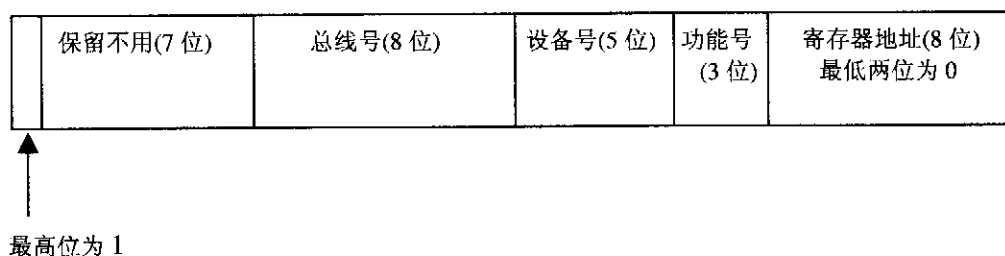 保留不用(7 位)
总线号(8 位)
设备号(5 位)
功能号
(3 位)
寄存器地址(8 位)
最低两位为 0
最高位为 1